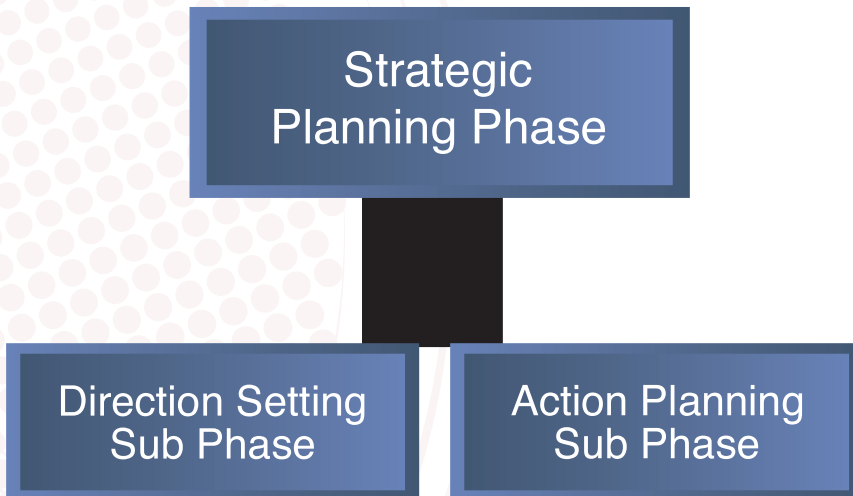 Strategic
Planning Phase
Direction Setting
Sub Phase
Action Planning
Sub Phase